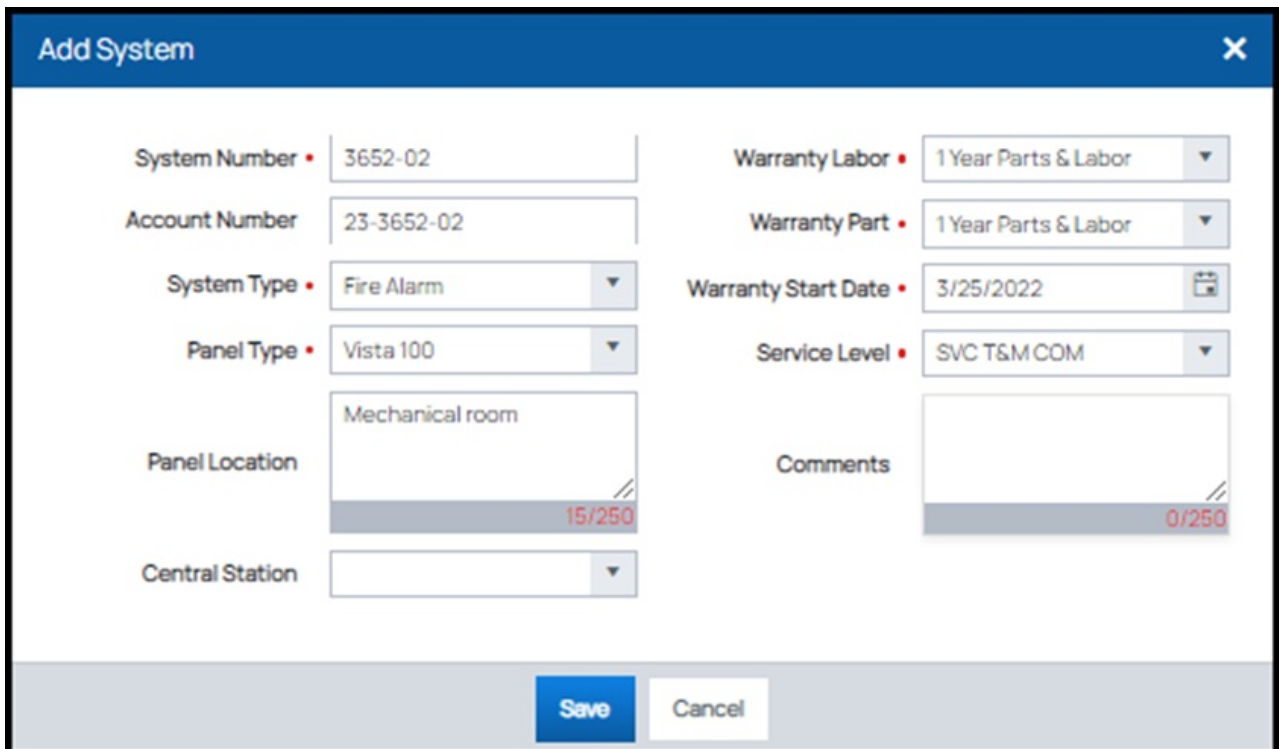 Add System
System Number • 3652-02
Account Number 23-3652-02
System Type • Fire Alarm
Panel Type • Vista 100
Panel Location Mechanical room
15/250
Central Station
Warranty Labor • 1 Year Parts & Labor
Warranty Part • 1 Year Parts & Labor
Warranty Start Date • 3/25/2022
Service Level • SVC T&M COM
Comments
0/250
Save Cancel